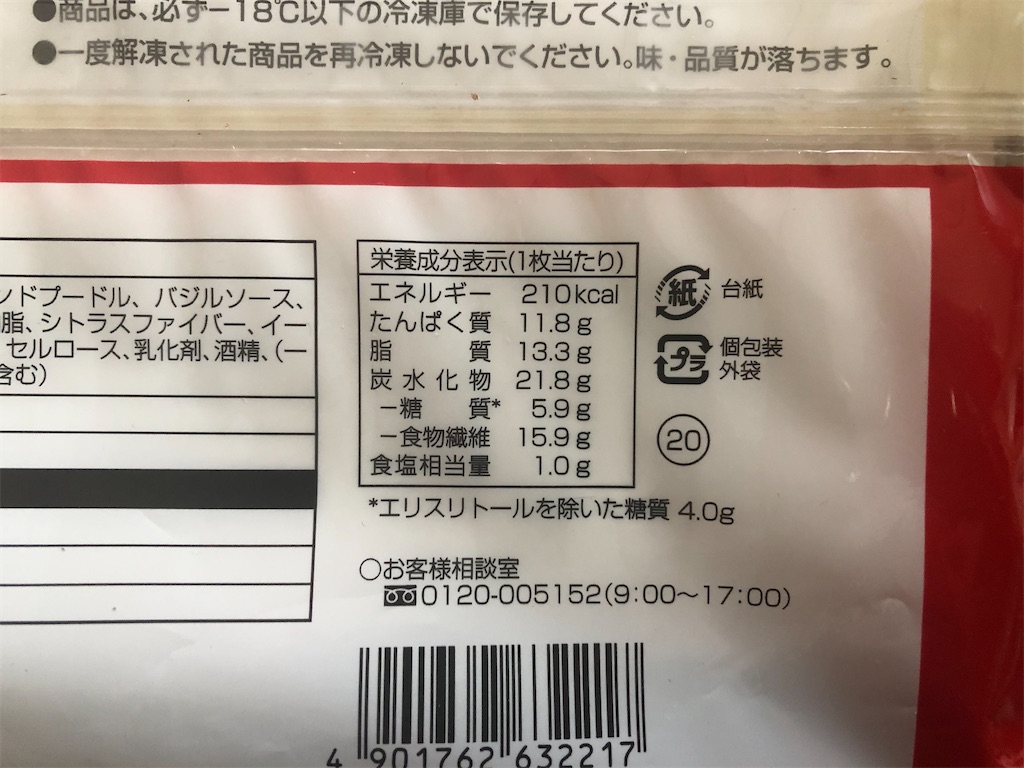 ●商品は、必ず－18℃以下の冷凍庫で保存してください。
●一度解凍された商品を再冷凍しないでください。味・品質が落ちます。
ンドプードル、バジルソース、
脂、シトラスファイバー、イー
セルロース、乳化剤、酒精、（一
含む）
栄養成分表示(1枚当たり)
エネルギー 210kcal
たんぱく質 11.8g
脂質 13.3g
炭水化物 21.8g
－糖質* 5.9g
－食物繊維 15.9g
食塩相当量 1.0g
*エリスリトールを除いた糖質 4.0g
紙 台紙
プラ 個包装
外袋
20
○お客様相談室
0120-005152(9:00～17:00)
4 901762 632217